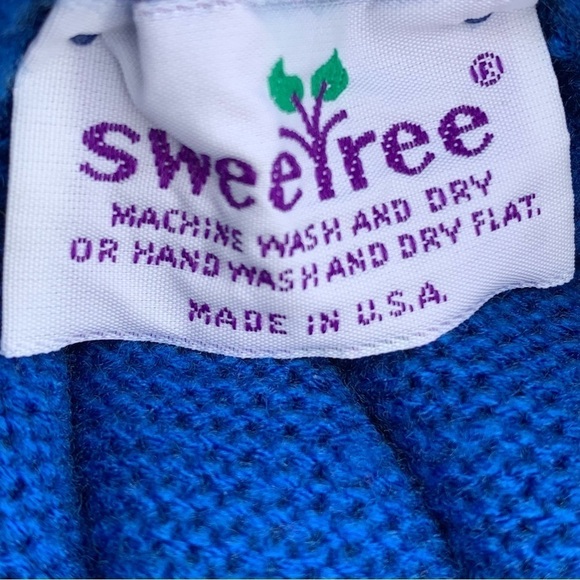 sweetree ®
MACHINE WASH AND DRY
OR HAND WASH AND DRY FLAT.
MADE IN U.S.A.